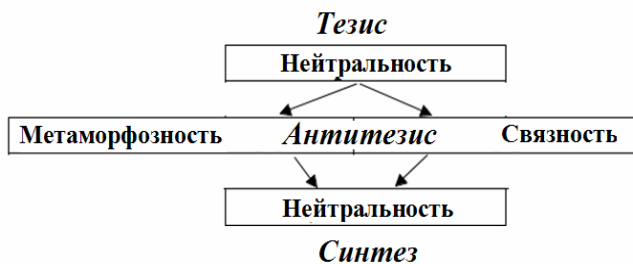 Тезис
Нейтральность
Метаморфозность Антитезис Связность
Нейтральность
Синтез